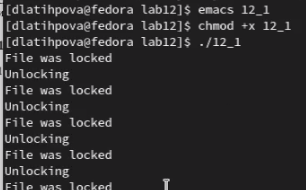 [dlatihpova@fedora lab12]$ emacs 12_1
[dlatihpova@fedora lab12]$ chmod +x 12_1
[dlatihpova@fedora lab12]$ ./12_1
File was locked
Unlocking
File was locked
Unlocking
File was locked
Unlocking
File was locked
Unlocking
File was locked